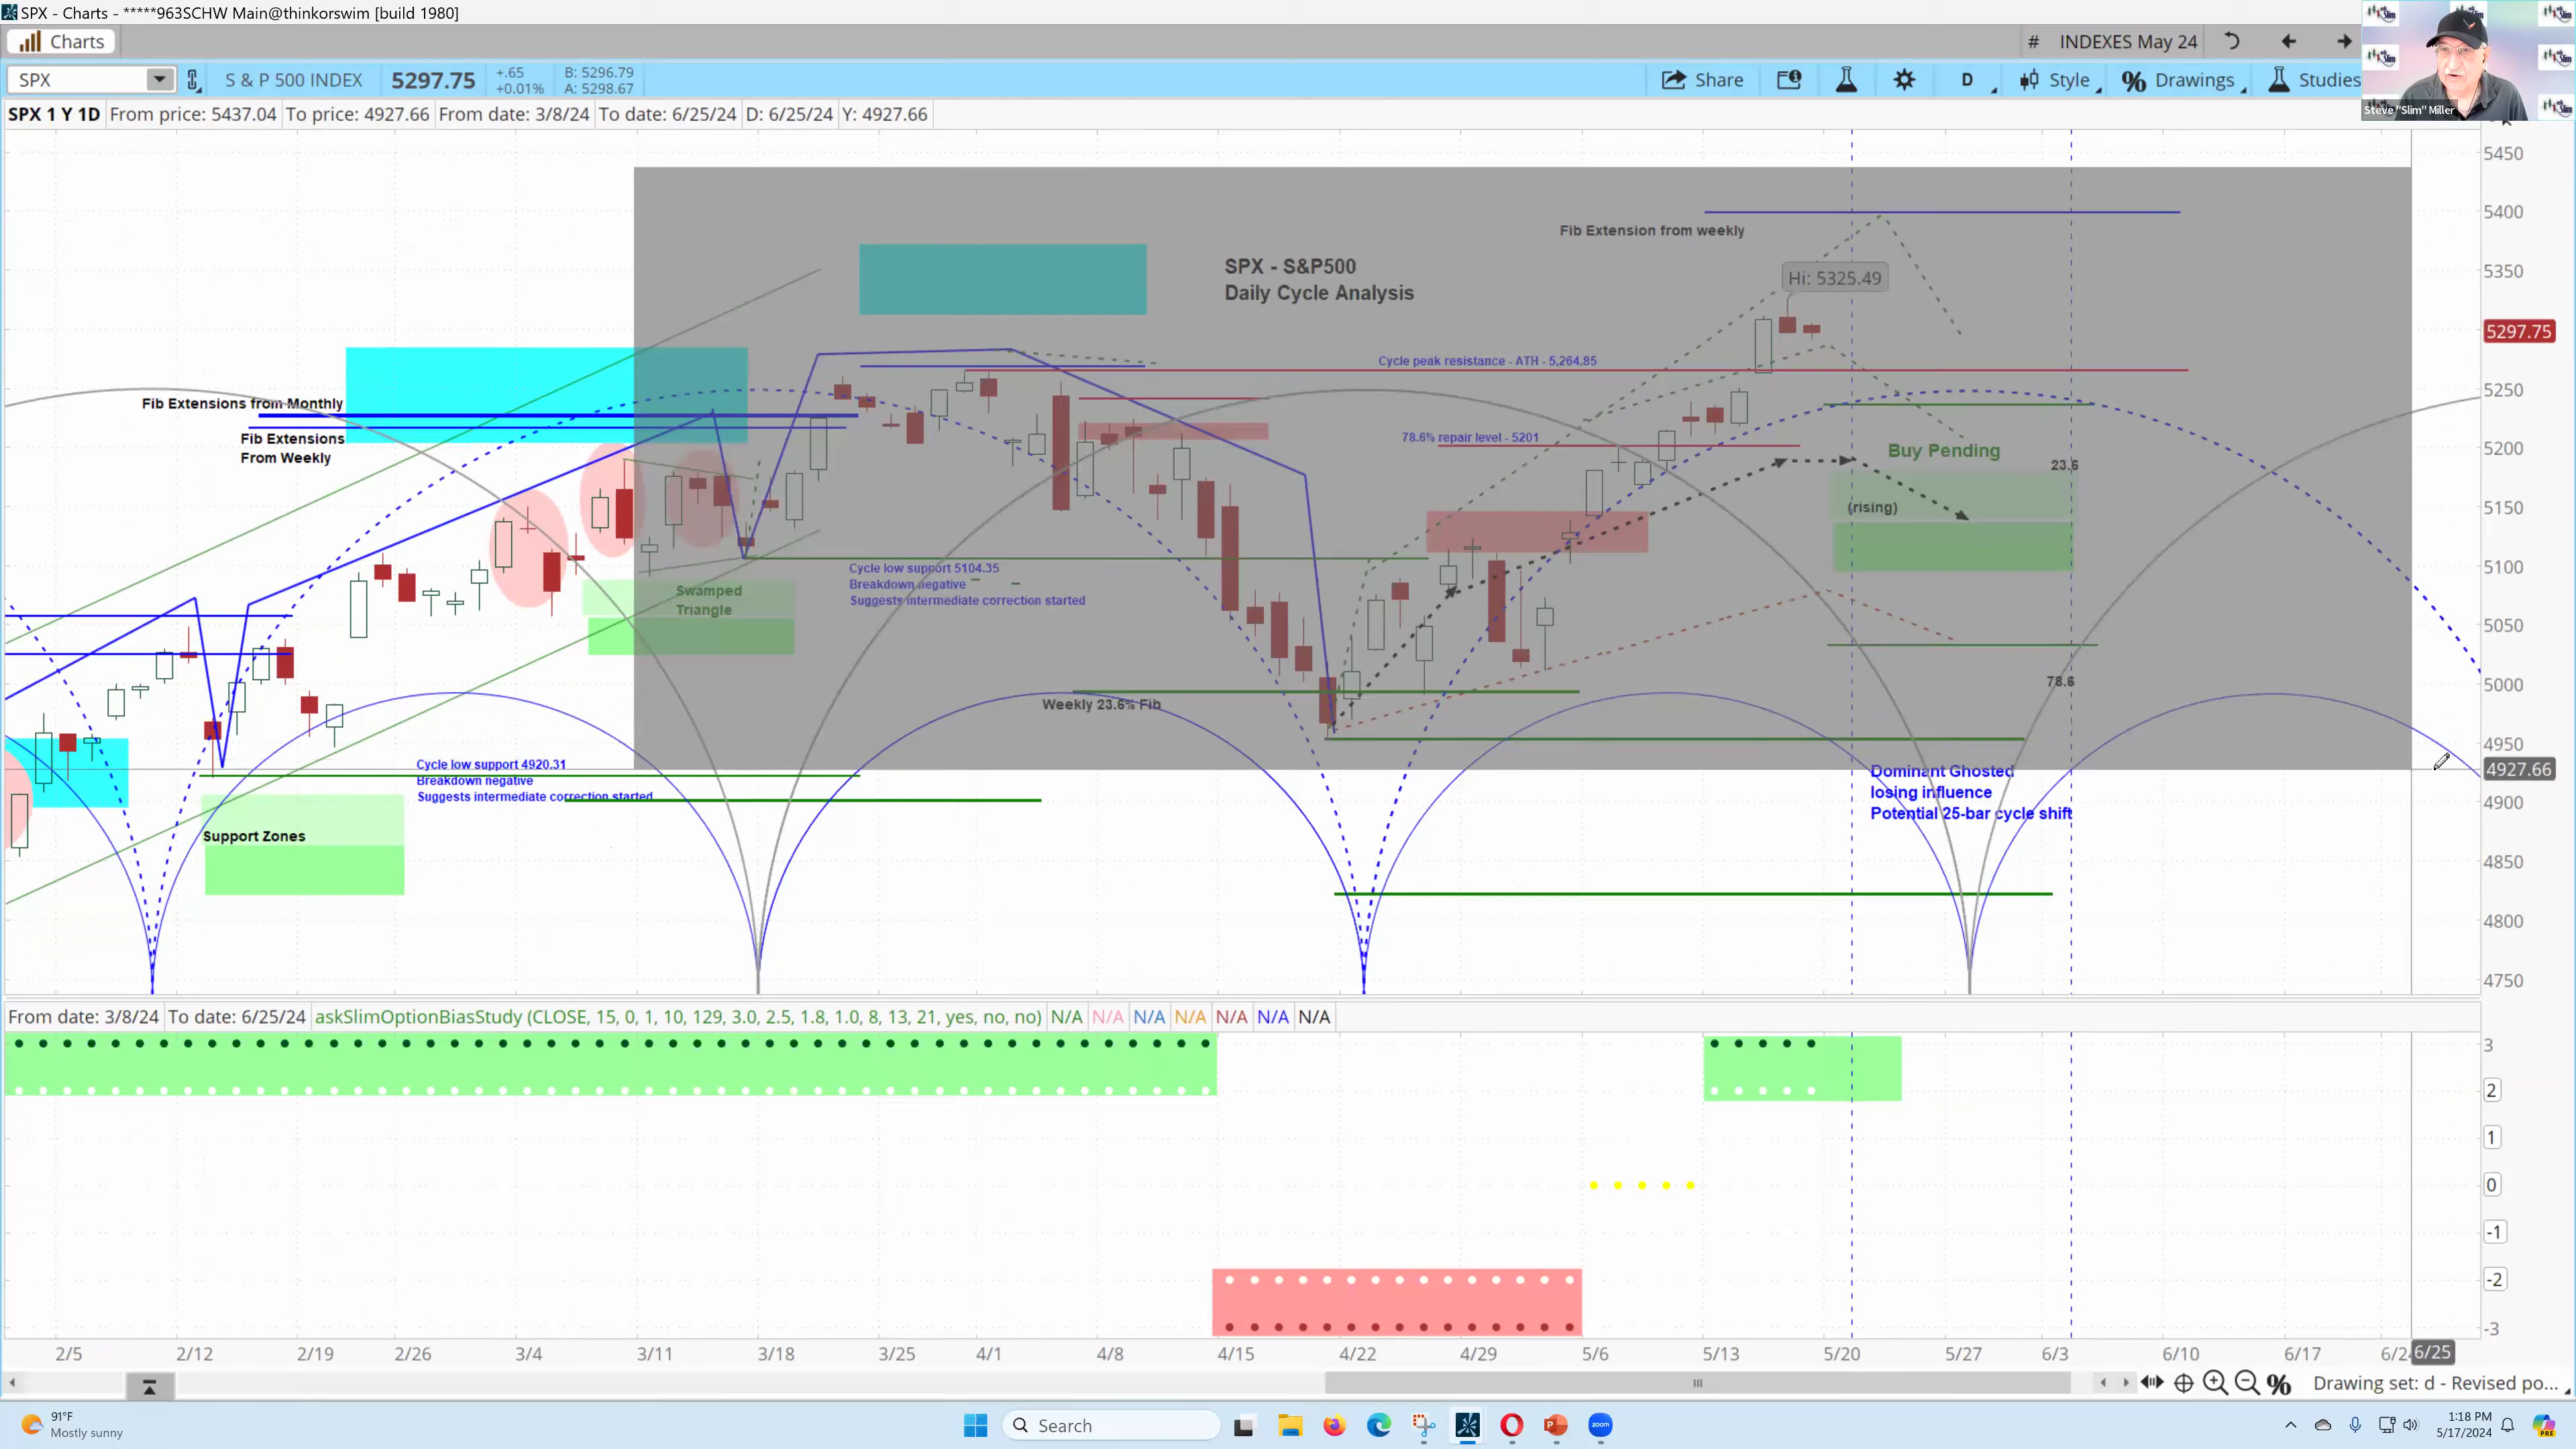 SPX - Charts - *****963SCHW Main@thinkorswim [build 1980]
Charts
# INDEXES May 24
SPX
S & P 500 INDEX
5297.75
+.65
+0.01%
B: 5296.79
A: 5298.67
Share
D
Style
% Drawings
Studies
Steve "Slim" Miller
SPX 1 Y 1D From price: 5437.04 To price: 4927.66 From date: 3/8/24 To date: 6/25/24 D: 6/25/24 Y: 4927.66
5450
5400
5350
5297.75
5250
5200
5150
5100
5050
5000
4950
4927.66
4900
4850
4800
4750
Fib Extension from weekly
SPX - S&P500
Daily Cycle Analysis
Hi: 5325.49
Cycle peak resistance - ATH - 5,264.85
Fib Extensions from Monthly
Fib Extensions
From Weekly
78.6% repair level - 5201
Buy Pending
23.6
(rising)
Cycle low support 5104.35
Breakdown negative
Suggests intermediate correction started
Swamped
Triangle
78.6
Weekly 23.6% Fib
Cycle low support 4920.31
Breakdown negative
Suggests intermediate correction started
Dominant Ghosted
losing influence
Potential 25-bar cycle shift
Support Zones
From date: 3/8/24 To date: 6/25/24 askSlimOptionBiasStudy (CLOSE, 15, 0, 1, 10, 129, 3.0, 2.5, 1.8, 1.0, 8, 13, 21, yes, no, no) N/A N/A N/A N/A N/A N/A N/A
3
2
1
0
-1
-2
-3
2/5 2/12 2/19 2/26 3/4 3/11 3/18 3/25 4/1 4/8 4/15 4/22 4/29 5/6 5/13 5/20 5/27 6/3 6/10 6/17 6/25
Drawing set: d - Revised po...
91°F
Mostly sunny
Search
zoom
1:18 PM
5/17/2024
PRE